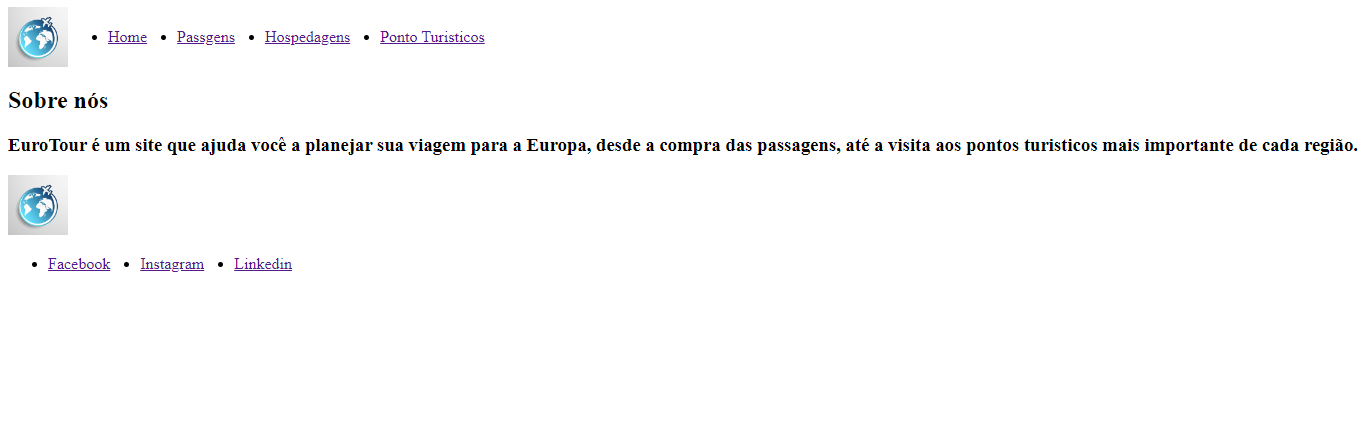 Home Passgens Hospedagens Ponto Turisticos
Sobre nós
EuroTour é um site que ajuda você a planejar sua viagem para a Europa, desde a compra das passagens, até a visita aos pontos turisticos mais importante de cada região.
Facebook Instagram Linkedin